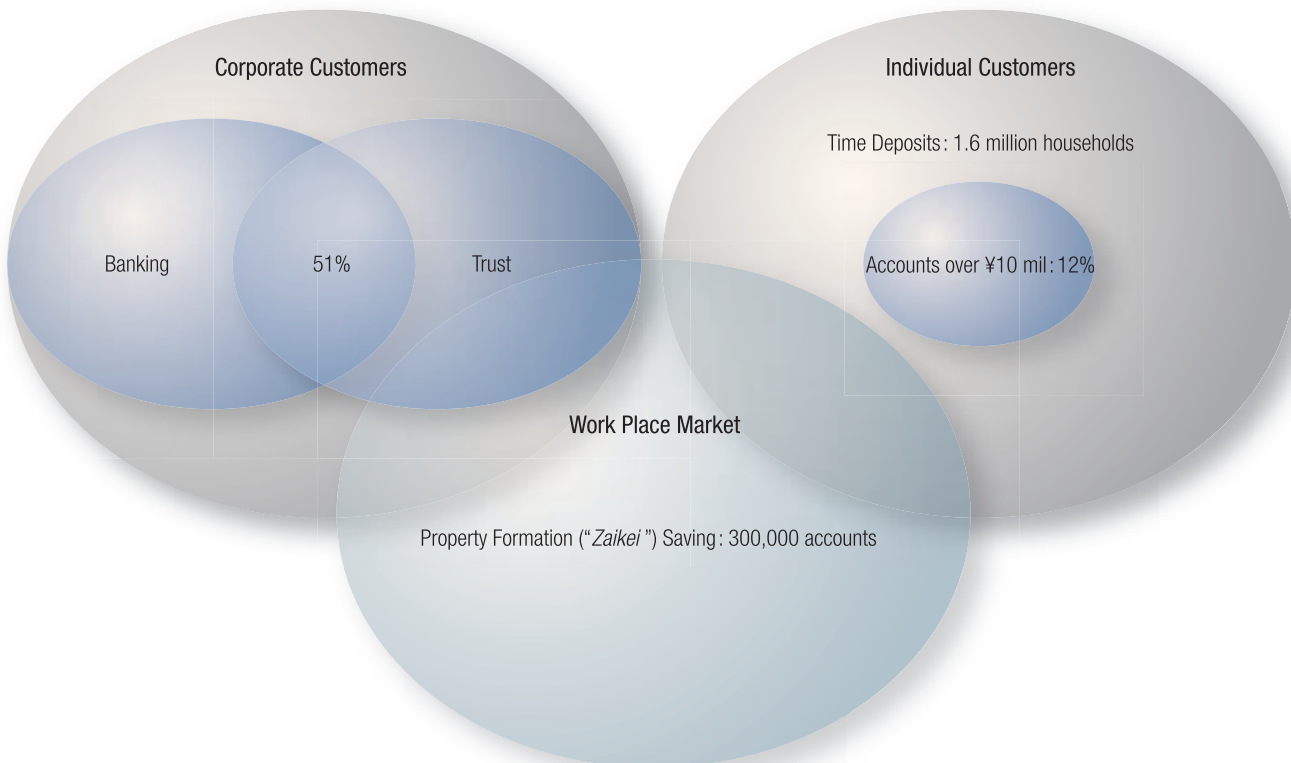 Corporate Customers
Banking
51%
Trust
Individual Customers
Time Deposits: 1.6 million households
Accounts over ¥10 mil: 12%
Work Place Market
Property Formation (“Zaikei”) Saving: 300,000 accounts